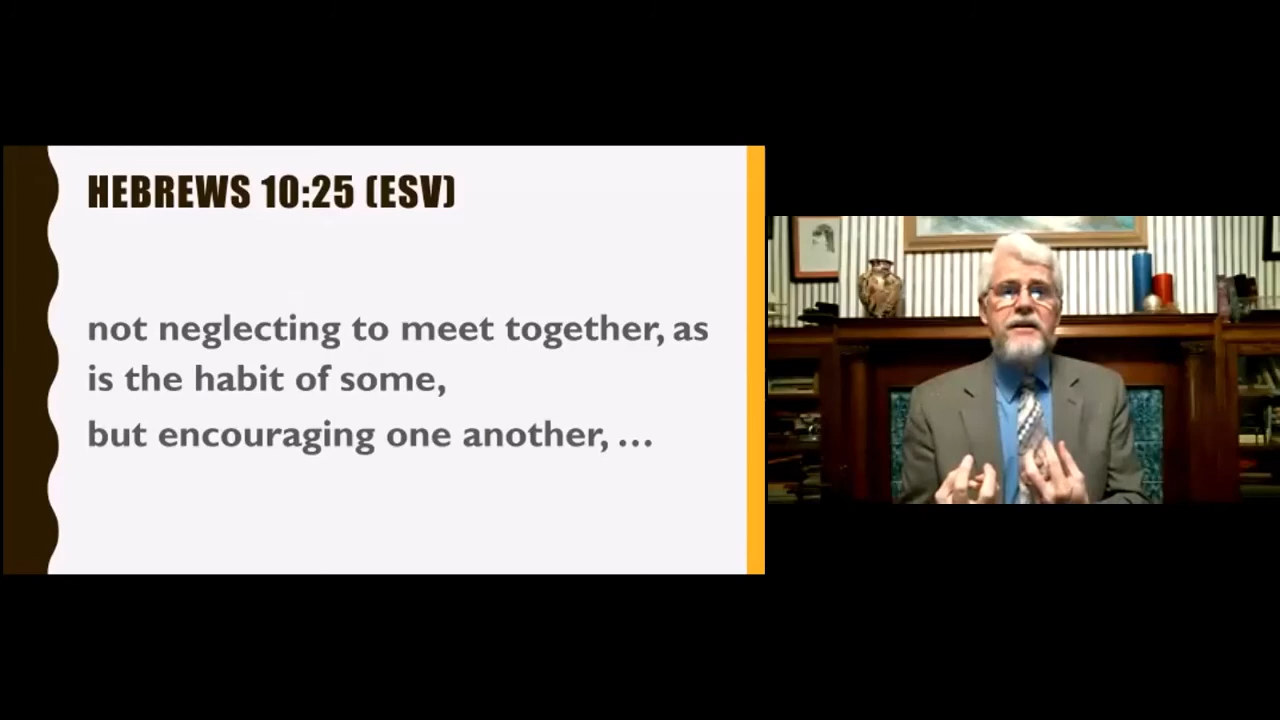 HEBREWS 10:25 (ESV)
not neglecting to meet together, as
is the habit of some,
but encouraging one another, ...